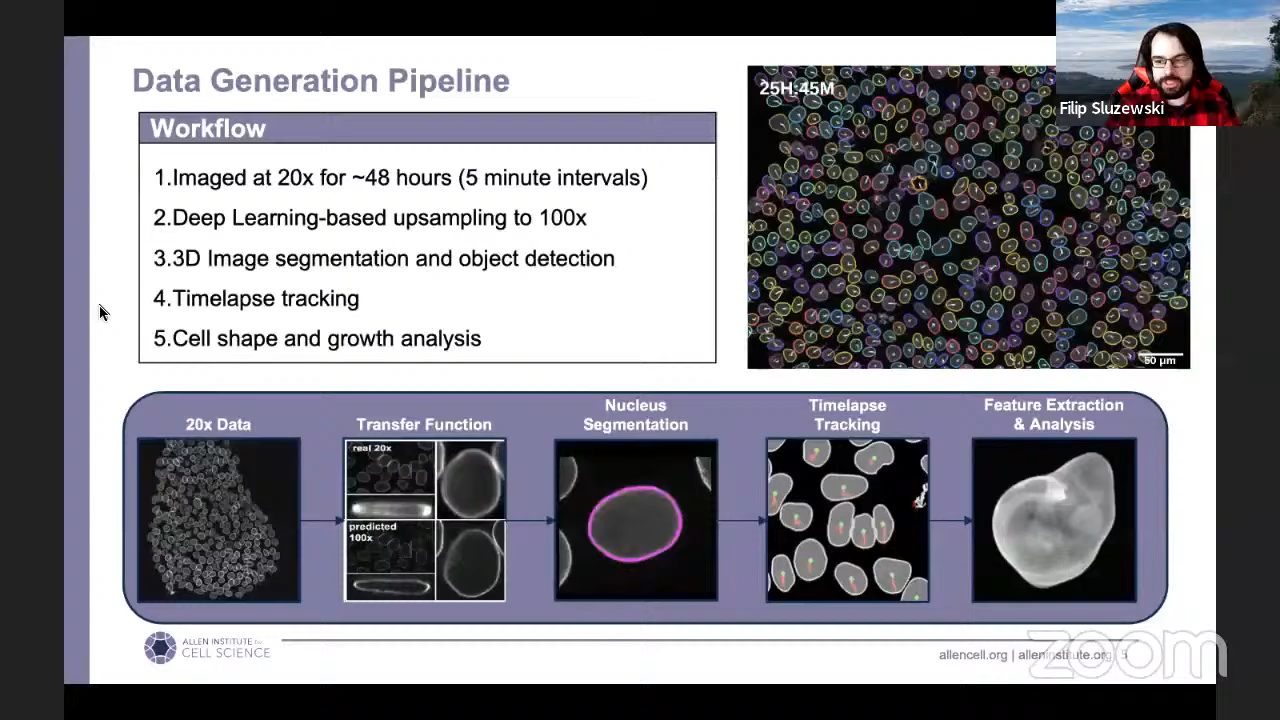 Data Generation Pipeline
Workflow
1.Imaged at 20x for ~48 hours (5 minute intervals)
2.Deep Learning-based upsampling to 100x
3.3D Image segmentation and object detection
4.Timelapse tracking
5.Cell shape and growth analysis
25H:45M
50 µm
Filip Sluzewski
20x Data
Transfer Function
Nucleus
Segmentation
Timelapse
Tracking
Feature Extraction
& Analysis
real 20x
predicted
100x
ALLEN INSTITUTE for
CELL SCIENCE
allencell.org | alleninstitute.org 5
zoom